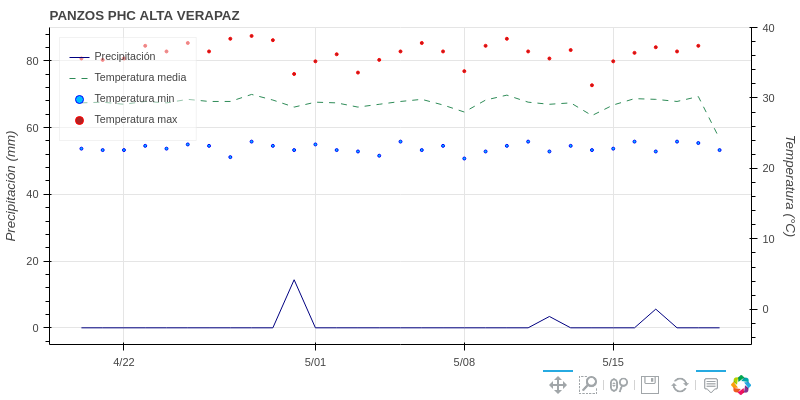 PANZOS PHC ALTA VERAPAZ
Precipitación
Temperatura media
Temperatura min
Temperatura max
Precipitación (mm)
80
60
40
20
0
Temperatura (°C)
40
30
20
10
0
4/22
5/01
5/08
5/15